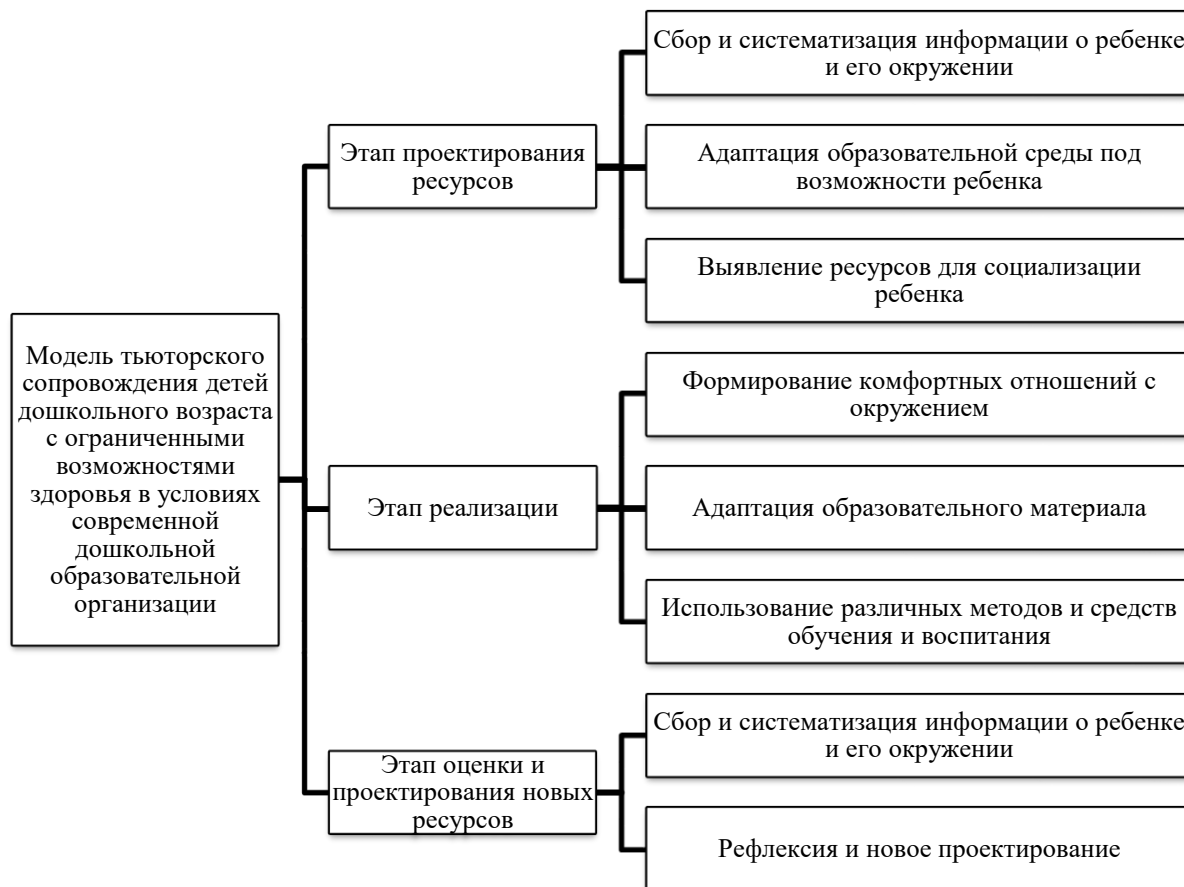 Модель тьюторского
сопровождения детей
дошкольного возраста
с ограниченными
возможностями
здоровья в условиях
современной
дошкольной
образовательной
организации
Этап проектирования
ресурсов
Сбор и систематизация информации о ребенке
и его окружении
Адаптация образовательной среды под
возможности ребенка
Выявление ресурсов для социализации
ребенка
Этап реализации
Формирование комфортных отношений с
окружением
Адаптация образовательного материала
Использование различных методов и средств
обучения и воспитания
Этап оценки и
проектирования новых
ресурсов
Сбор и систематизация информации о ребенке
и его окружении
Рефлексия и новое проектирование